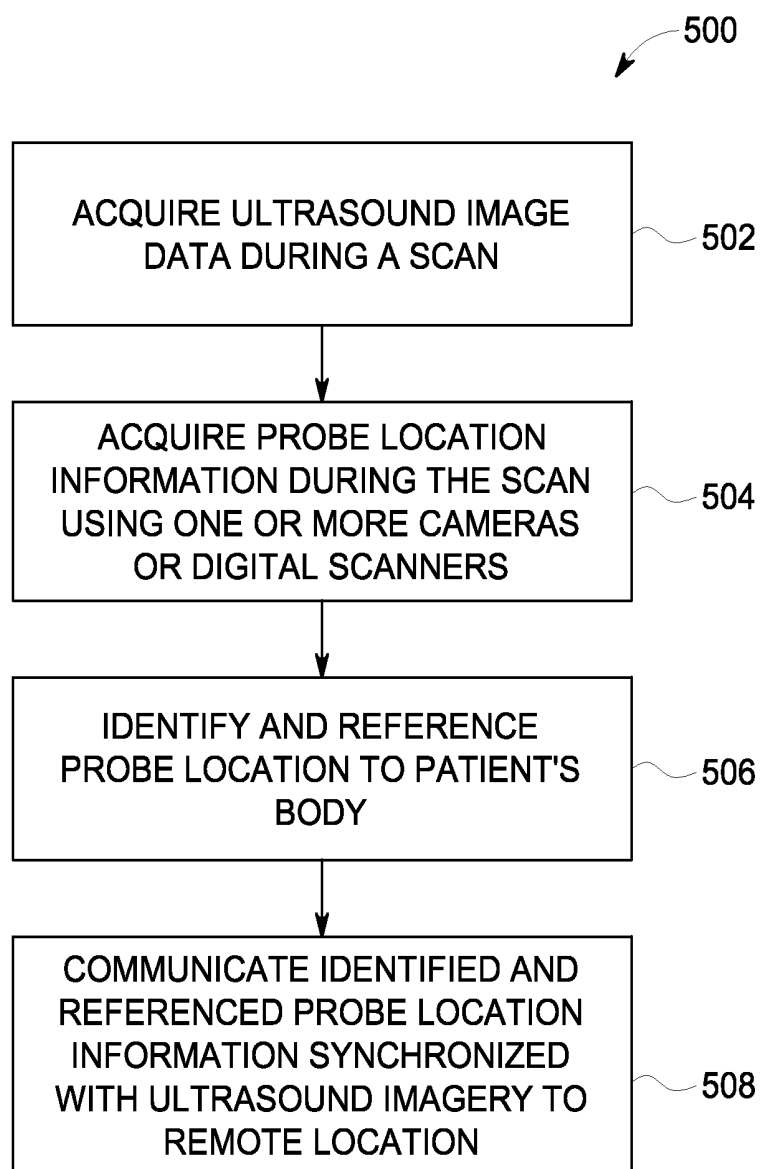 500
ACQUIRE ULTRASOUND IMAGE
DATA DURING A SCAN
502
ACQUIRE PROBE LOCATION
INFORMATION DURING THE SCAN
USING ONE OR MORE CAMERAS
OR DIGITAL SCANNERS
504
IDENTIFY AND REFERENCE
PROBE LOCATION TO PATIENT'S
BODY
506
COMMUNICATE IDENTIFIED AND
REFERENCED PROBE LOCATION
INFORMATION SYNCHRONIZED
WITH ULTRASOUND IMAGERY TO
REMOTE LOCATION
508